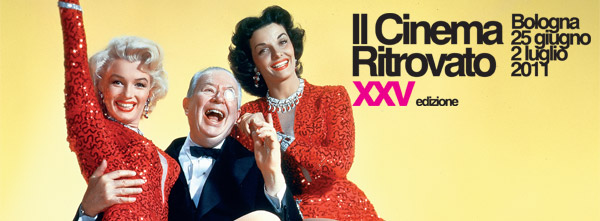 Il Cinema
Ritrovato
XXV edizione
Bologna
25 giugno
2 luglio
2011